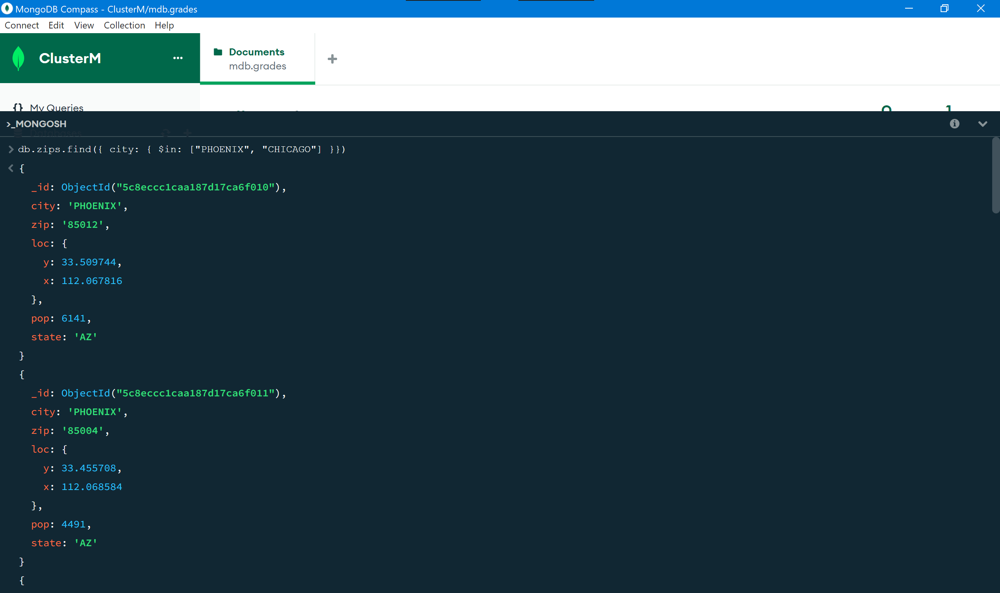 MongoDB Compass - ClusterM/mdb.grades
Connect Edit View Collection Help
ClusterM
Documents
mdb.grades
My Queries
>_MONGOSH
Databases
db.zips.find({ city: { $in: ["PHOENIX", "CHICAGO"] }})
{
_id: ObjectId("5c8eccc1caa187d17ca6f010"),
city: 'PHOENIX',
zip: '85012',
loc: {
y: 33.509744,
x: 112.067816
},
pop: 6141,
state: 'AZ'
}
{
_id: ObjectId("5c8eccc1caa187d17ca6f011"),
city: 'PHOENIX',
zip: '85004',
loc: {
y: 33.455708,
x: 112.068584
},
pop: 4491,
state: 'AZ'
}
{